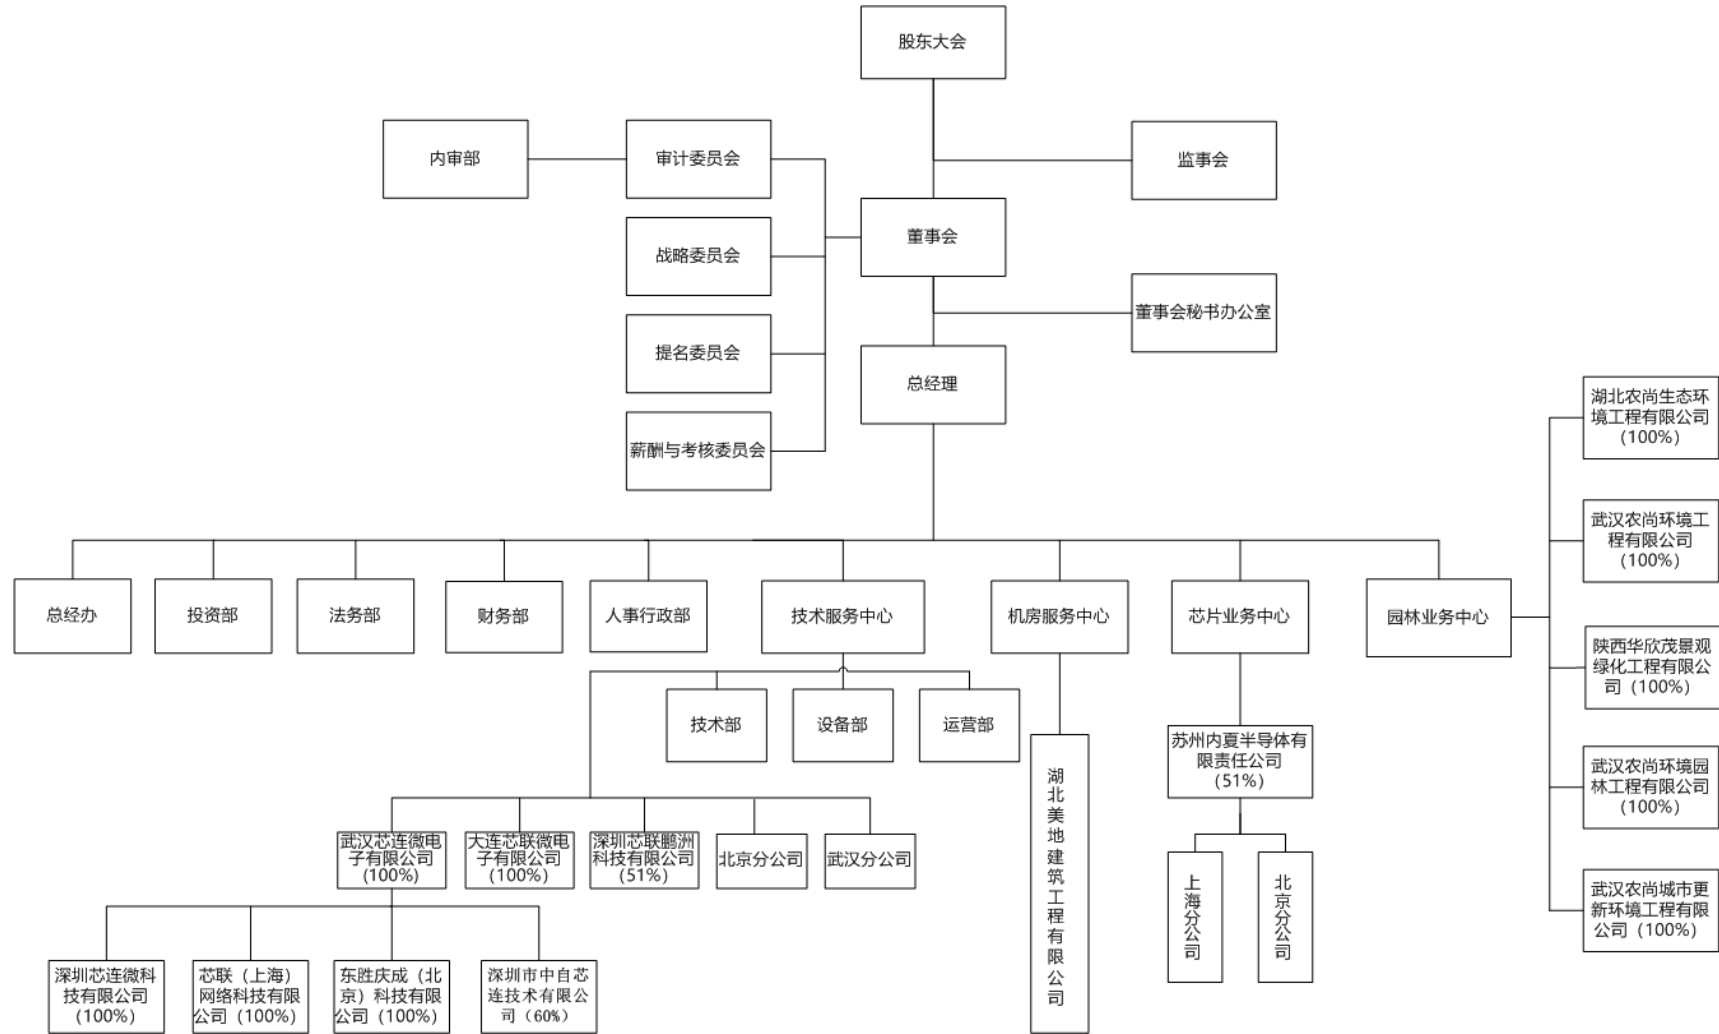 股东大会
内审部
审计委员会
监事会
董事会
战略委员会
董事会秘书办公室
提名委员会
总经理
薪酬与考核委员会
湖北农尚生态环
境工程有限公司
（100%）
武汉农尚环境工
程有限公司
(100%)
陕西华欣茂景观
绿化工程有限公
司（100%）
武汉农尚环境园
林工程有限公司
（100%）
武汉农尚城市更
新环境工程有限
公司（100%）
总经办
投资部
法务部
财务部
人事行政部
技术服务中心
机房服务中心
芯片业务中心
园林业务中心
技术部
设备部
运营部
湖北美地建筑工程有限公司
苏州内夏半导体有
限责任公司
(51%)
上海分公司
北京分公司
武汉芯连微电
子有限公司
(100%)
大连芯联微电
子有限公司
(100%)
深圳芯联鹏洲
科技有限公司
(51%)
北京分公司
武汉分公司
深圳芯连微科
技有限公司
(100%)
芯联（上海）
网络科技有限
公司（100%）
东胜庆成（北
京）科技有限
公司（100%）
深圳市中自芯
连技术有限公
司（60%）